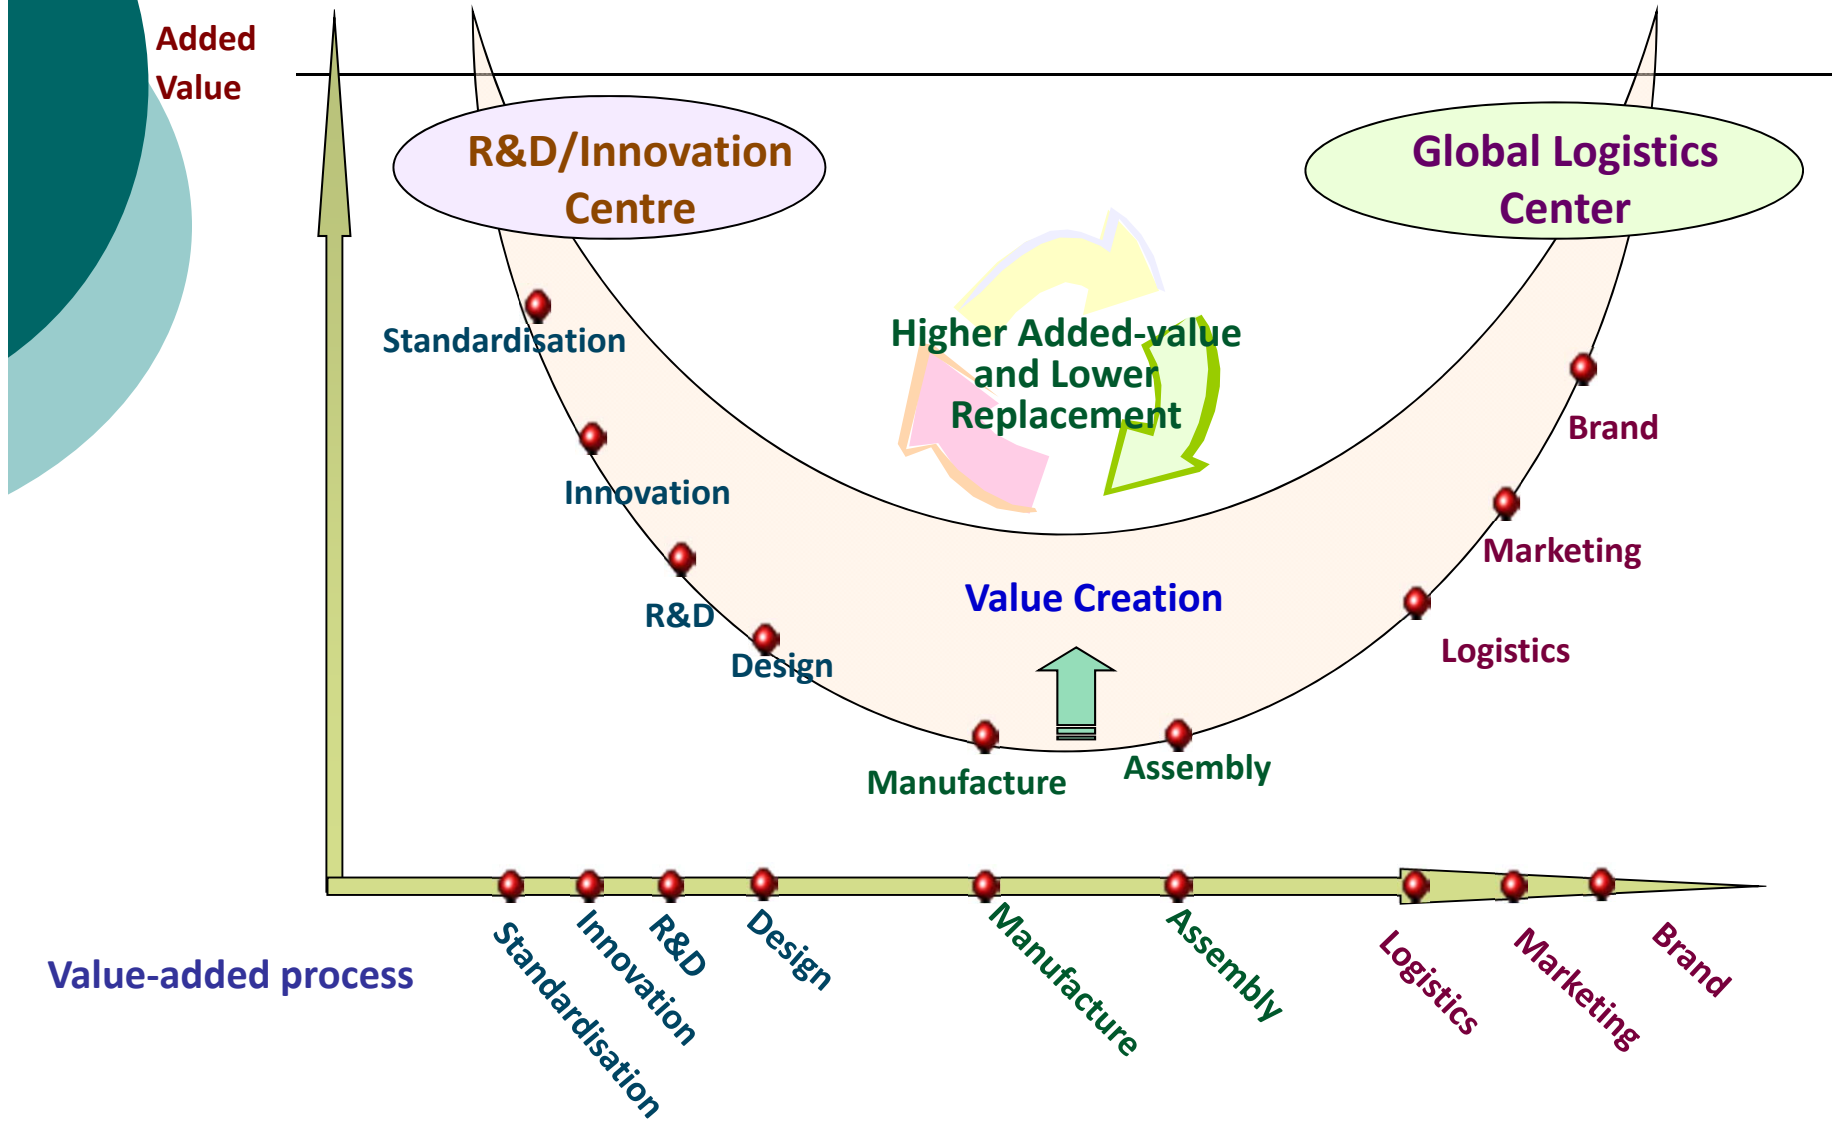 Added
Value
R&D/Innovation
Centre
Global Logistics
Center
Standardisation
Higher Added-value
and Lower
Replacement
Brand
Innovation
Marketing
Value Creation
R&D
Logistics
Design
Manufacture
Assembly
Value-added process
Standardisation
Innovation
R&D
Design
Manufacture
Assembly
Logistics
Marketing
Brand